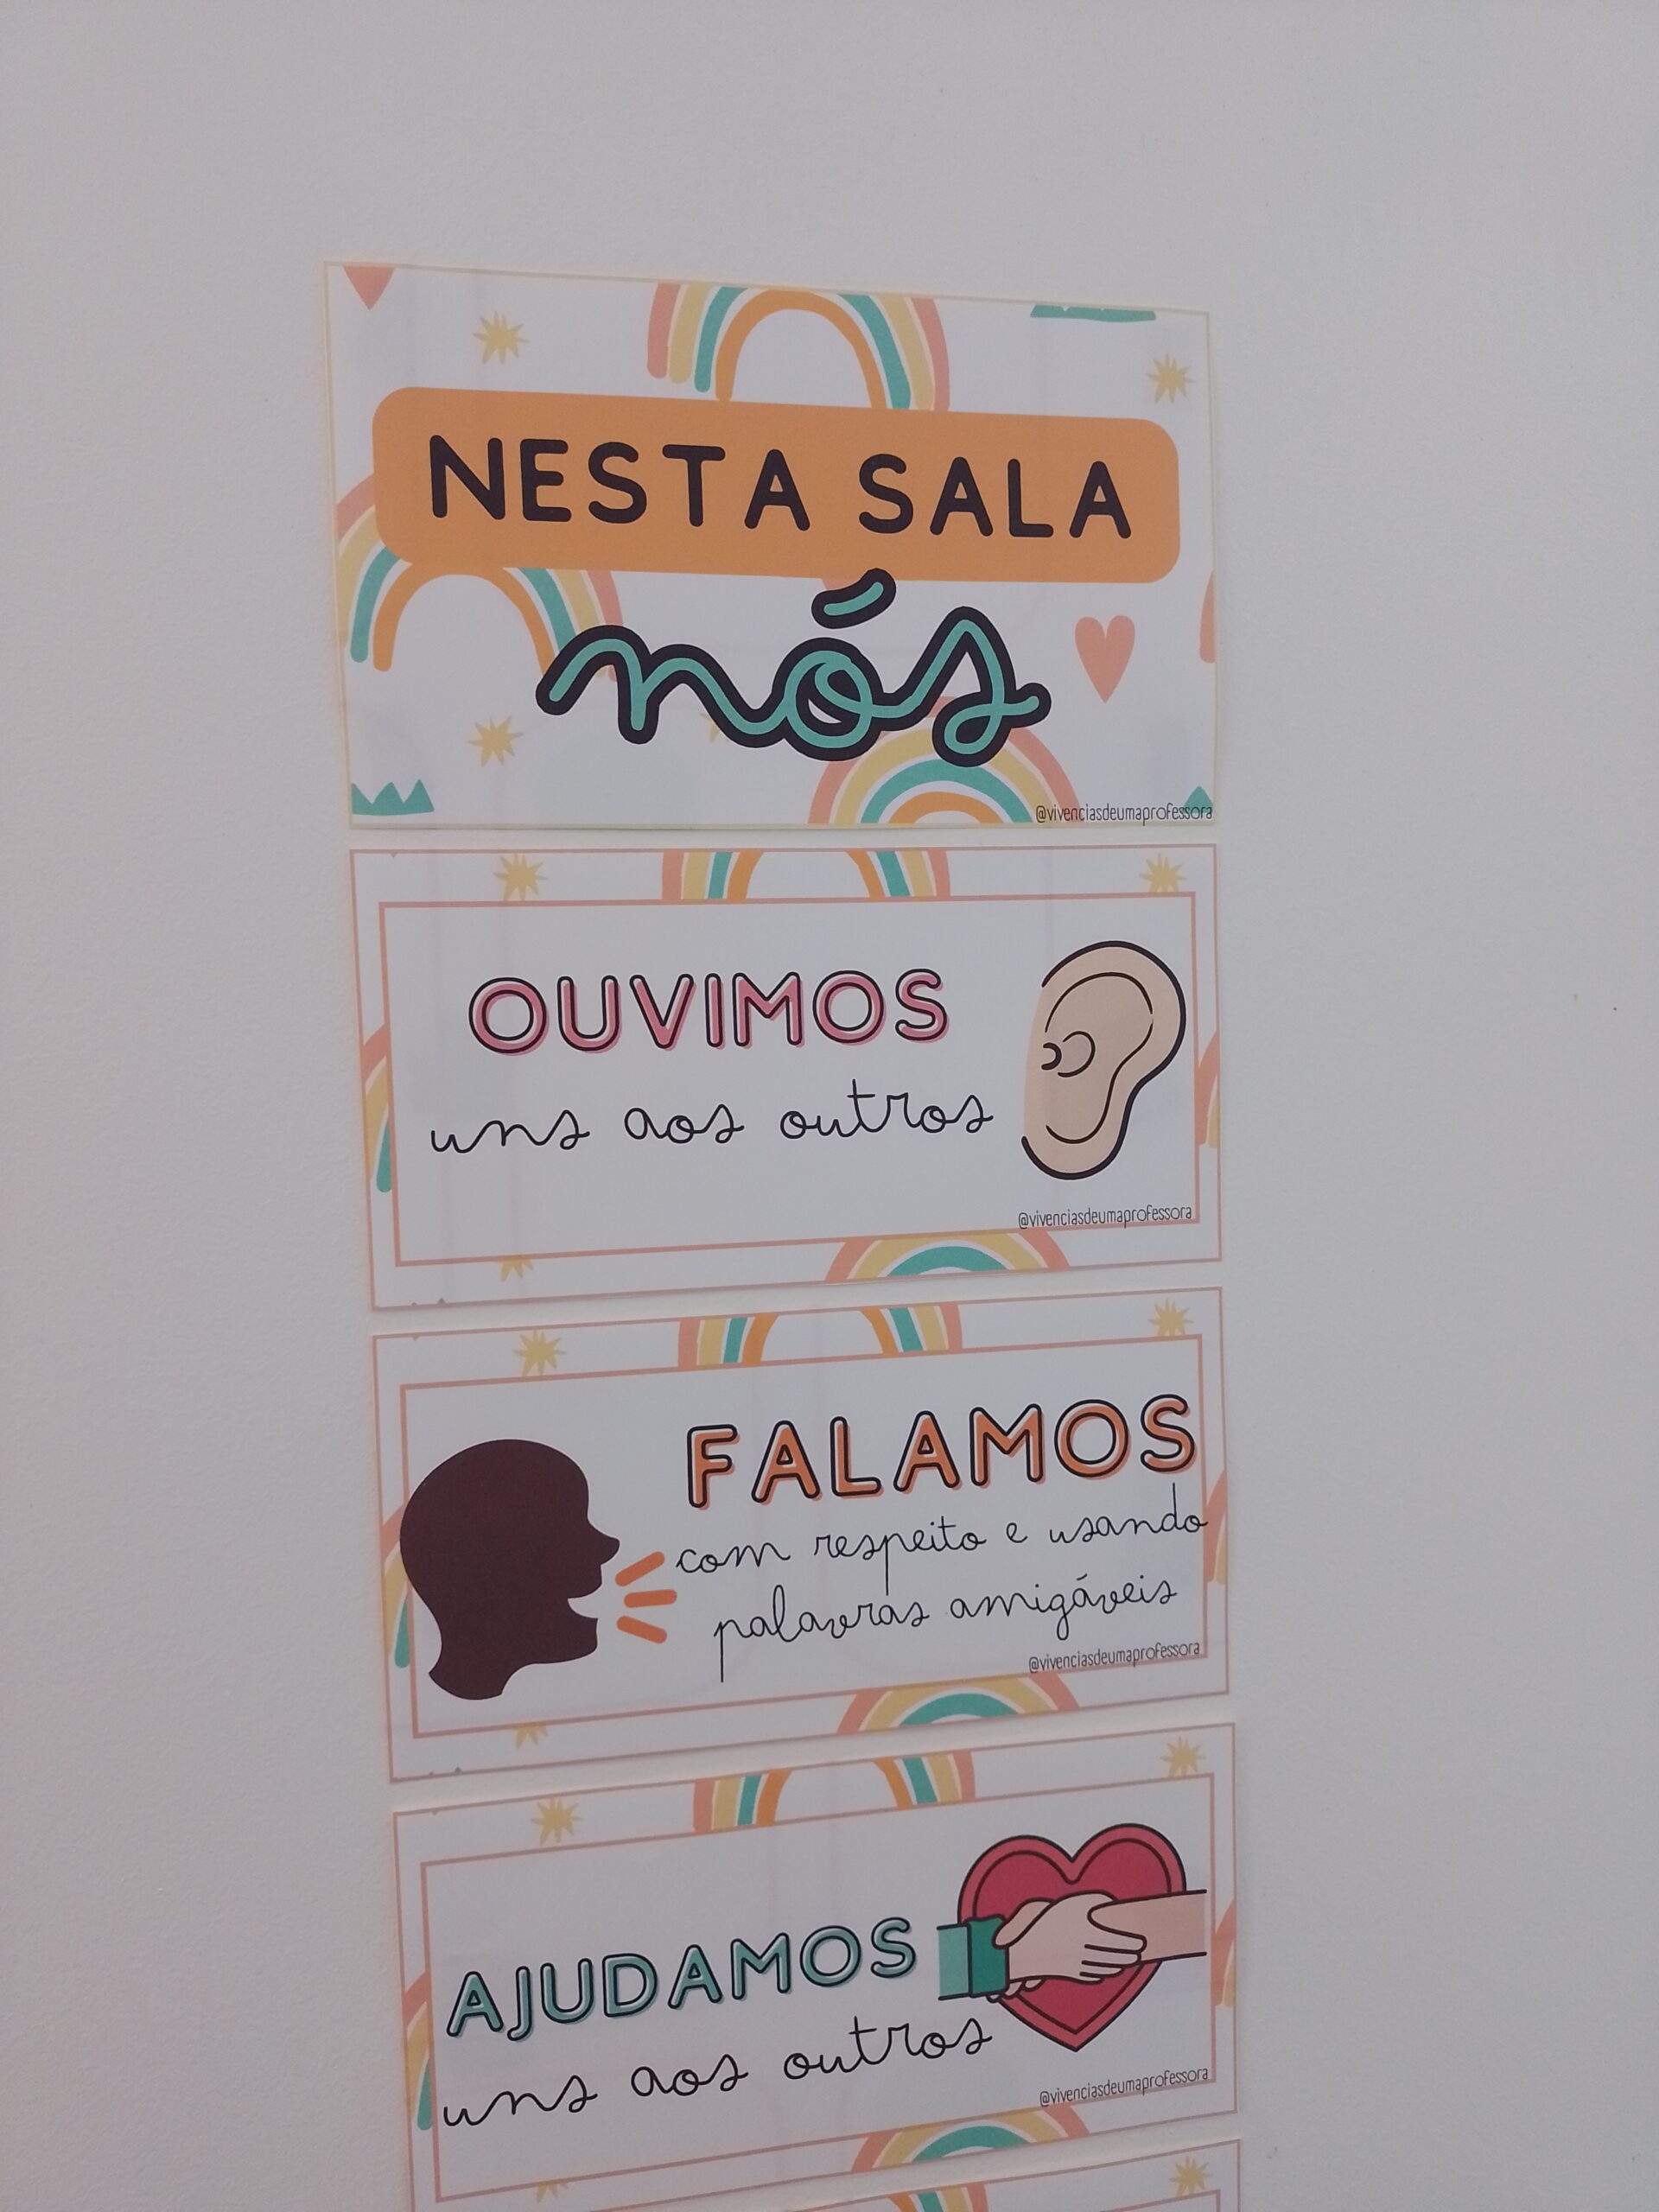 NESTA SALA
nós
@vivenciasdeumaprofessora
OUVIMOS
uns aos outros
@vivenciasdeumaprofessora
FALAMOS
com respeito e usando
palavras amigáveis
@vivenciasdeumaprofessora
AJUDAMOS
uns aos outros
@vivenciasdeumaprofessora